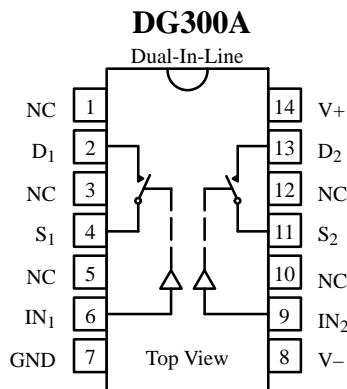 DG300A
Dual-In-Line
NC 1 14 V+
D1 2 13 D2
NC 3 12 NC
S1 4 11 S2
NC 5 10 NC
IN1 6 9 IN2
GND 7 Top View 8 V–